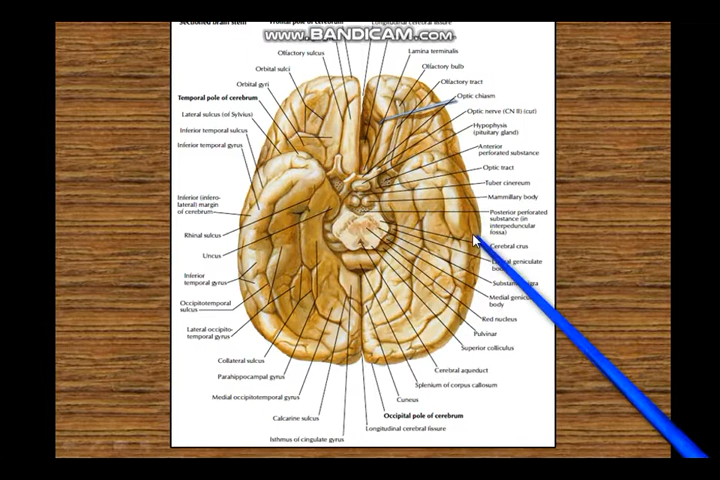 Sectioned brain stem
Frontal pole of cerebrum
Longitudinal cerebral fissure
www.BANDICAM.com
Olfactory sulcus
Orbital sulci
Orbital gyri
Temporal pole of cerebrum
Lateral sulcus (of Sylvius)
Inferior temporal sulcus
Inferior temporal gyrus
Inferior (infero-
lateral) margin
of cerebrum
Rhinal sulcus
Uncus
Inferior
temporal gyrus
Occipitotemporal
sulcus
Lateral occipito-
temporal gyrus
Collateral sulcus
Parahippocampal gyrus
Medial occipitotemporal gyrus
Calcarine sulcus
Isthmus of cingulate gyrus
Lamina terminalis
Olfactory bulb
Olfactory tract
Optic chiasm
Optic nerve (CN II) (cut)
Hypophysis
(pituitary gland)
Anterior
perforated substance
Optic tract
Tuber cinereum
Mammillary body
Posterior perforated
substance (in
interpeduncular
fossa)
Cerebral crus
geniculate
Medial
body
Red nucleus
Pulvinar
Superior colliculus
Cerebral aqueduct
Splenium of corpus callosum
Cuneus
Occipital pole of cerebrum
Longitudinal cerebral fissure